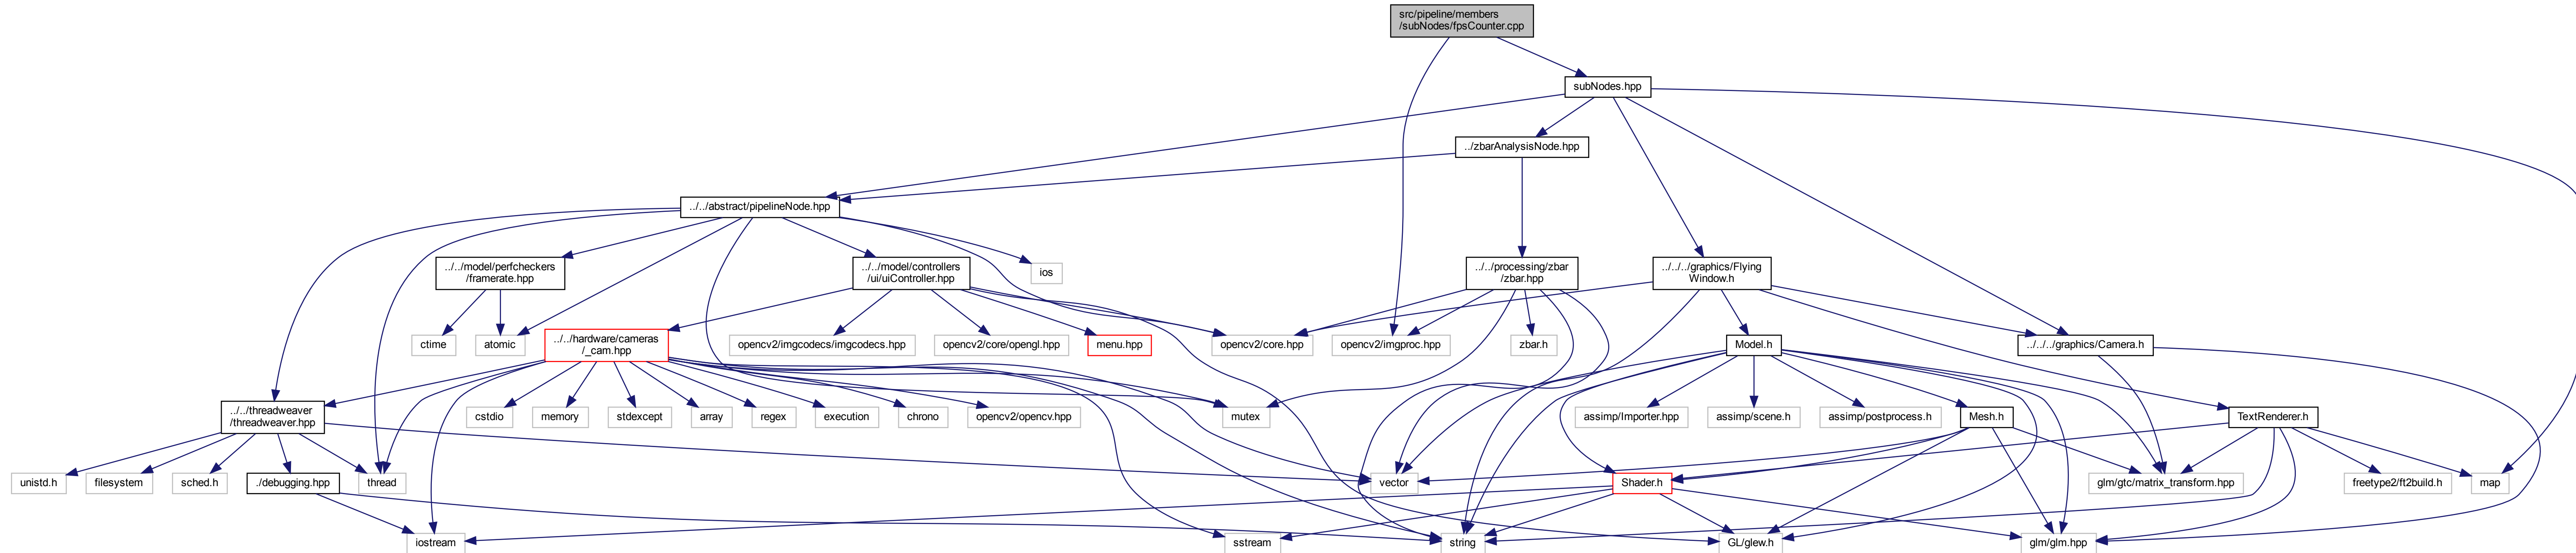 src/pipeline/members
/subNodes/fpsCounter.cpp
subNodes.hpp
../zbarAnalysisNode.hpp
../../abstract/pipelineNode.hpp
../../model/perfcheckers
/framerate.hpp
../../model/controllers
/ui/uiController.hpp
ios
../../processing/zbar
/zbar.hpp
../../../graphics/Flying
Window.h
ctime
atomic
../../hardware/cameras
/_cam.hpp
opencv2/imgcodecs/imgcodecs.hpp
opencv2/core/opengl.hpp
menu.hpp
opencv2/core.hpp
opencv2/imgproc.hpp
zbar.h
Model.h
../../../graphics/Camera.h
../../threadweaver
/threadweaver.hpp
cstdio
memory
stdexcept
array
regex
execution
chrono
opencv2/opencv.hpp
mutex
assimp/Importer.hpp
assimp/scene.h
assimp/postprocess.h
Mesh.h
TextRenderer.h
unistd.h
filesystem
sched.h
./debugging.hpp
thread
vector
Shader.h
glm/gtc/matrix_transform.hpp
freetype2/ft2build.h
map
iostream
sstream
string
GL/glew.h
glm/glm.hpp